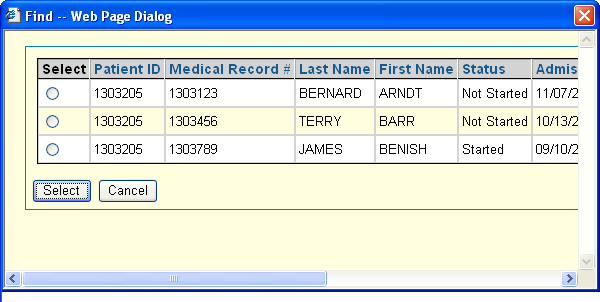 Find -- Web Page Dialog
Select Patient ID Medical Record # Last Name First Name Status Admis
1303205 1303123 BERNARD ARNDT Not Started 11/07/2
1303205 1303456 TERRY BARR Not Started 10/13/2
1303205 1303789 JAMES BENISH Started 09/10/2
Select Cancel